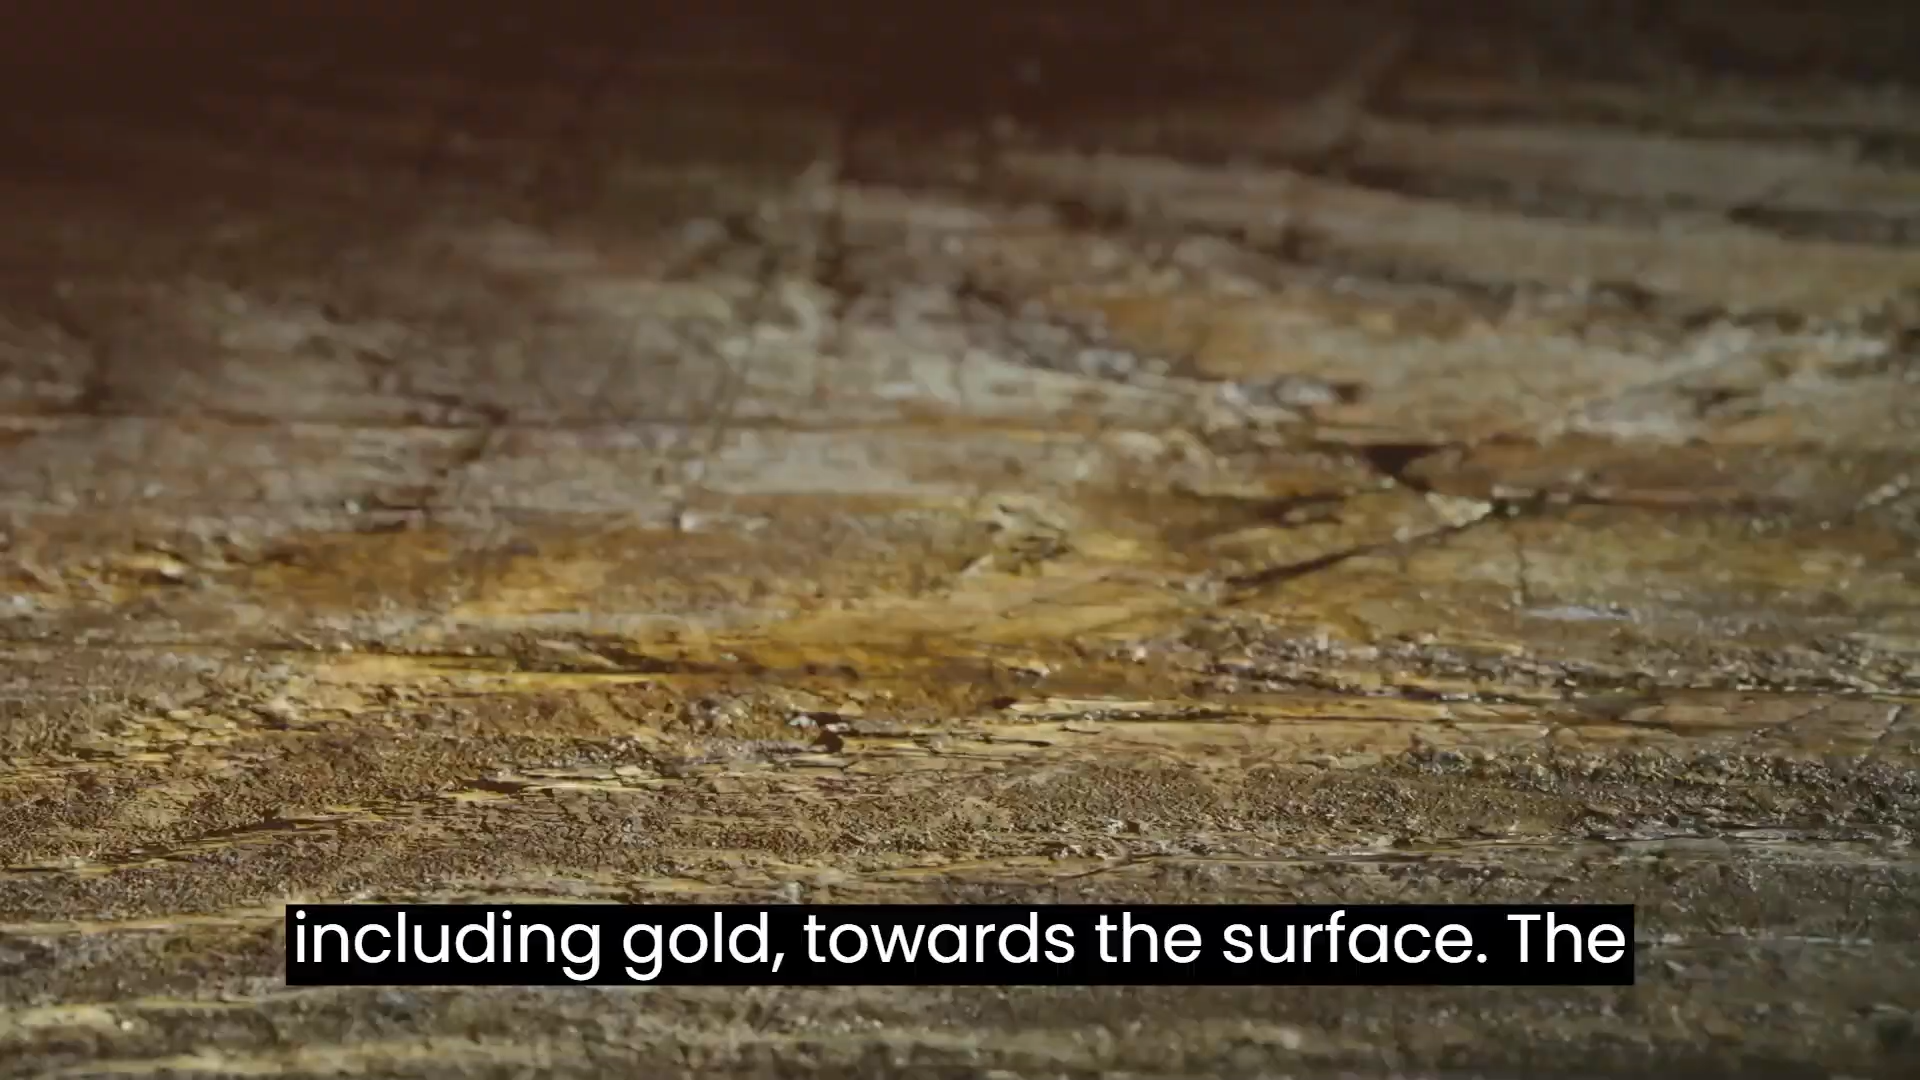 including gold, towards the surface. The